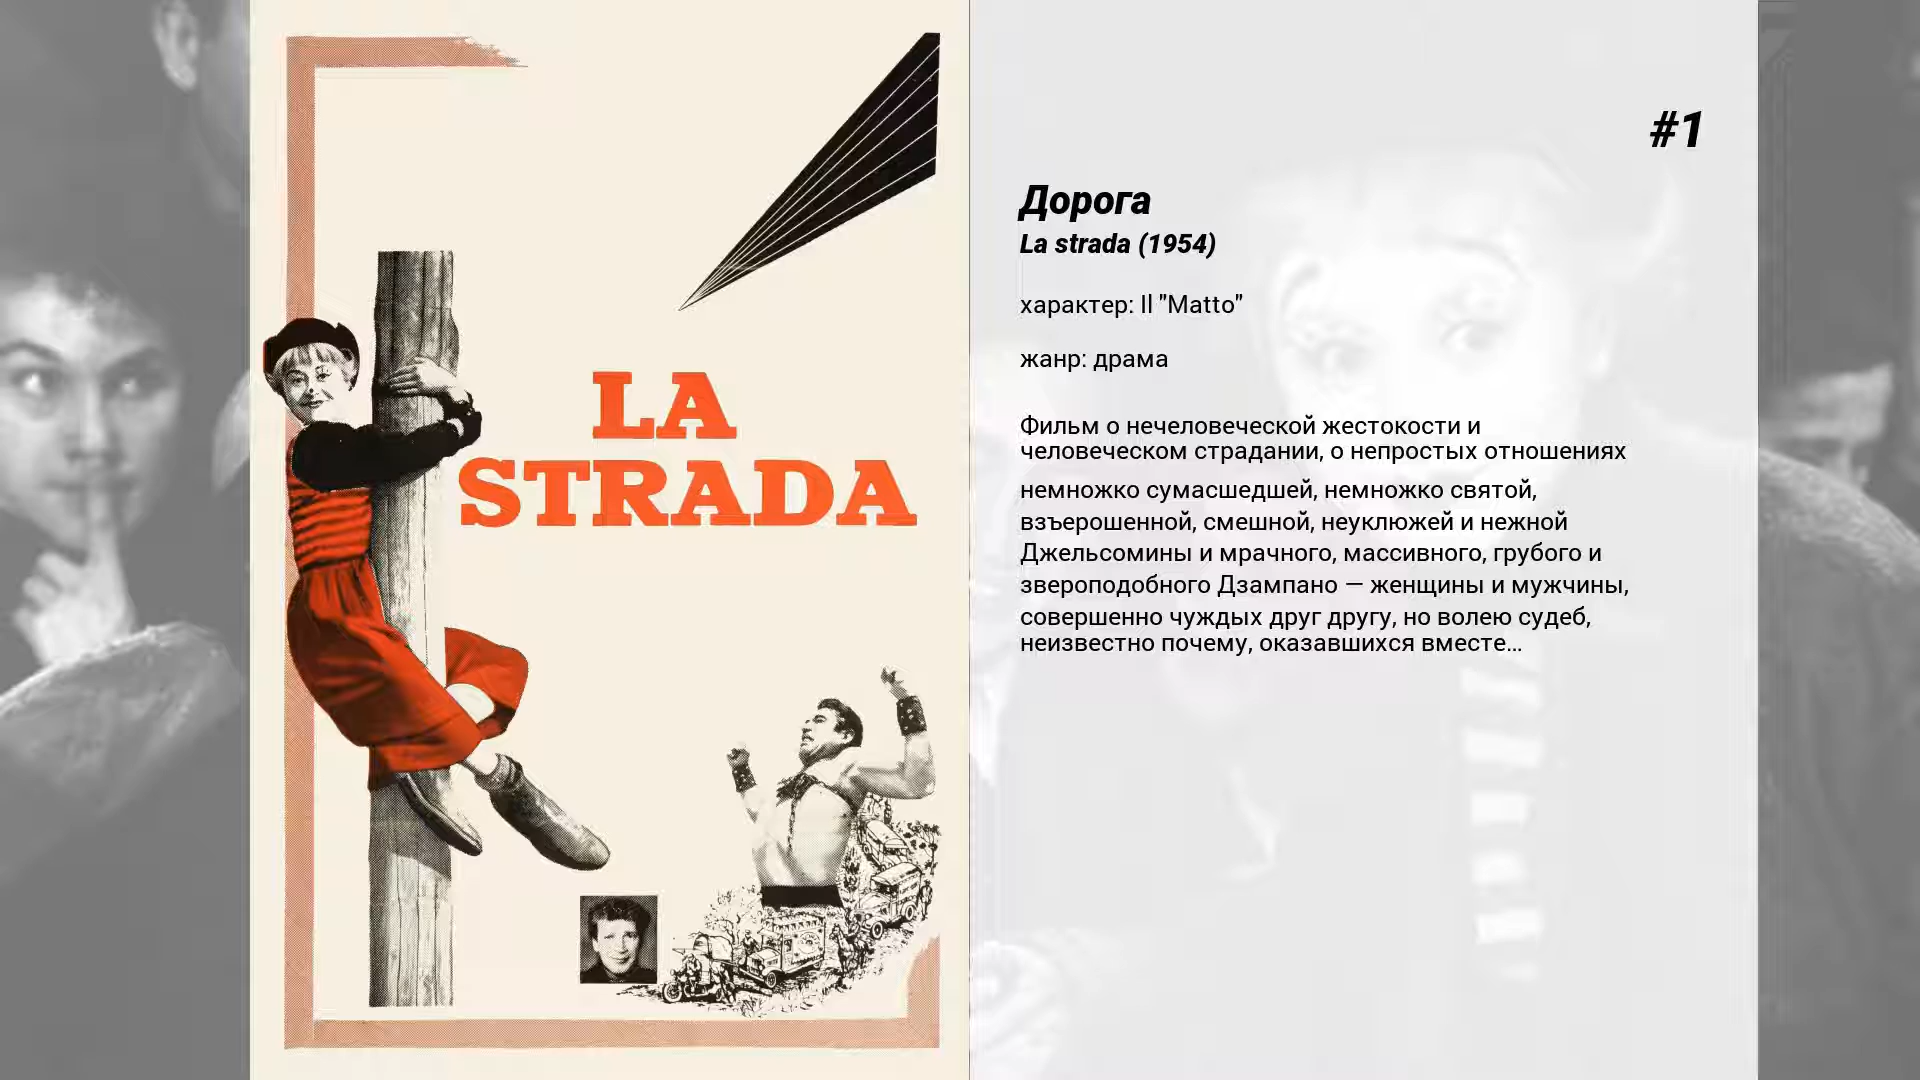 LA
STRADA
#1
Дорога
La strada (1954)
характер: Il "Matto"
жанр: драма
Фильм о нечеловеческой жестокости и
человеческом страдании, о непростых отношениях
немножко сумасшедшей, немножко святой,
взъерошенной, смешной, неуклюжей и нежной
Джельсомины и мрачного, массивного, грубого и
звероподобного Дзампано — женщины и мужчины,
совершенно чуждых друг другу, но волею судеб,
неизвестно почему, оказавшихся вместе...